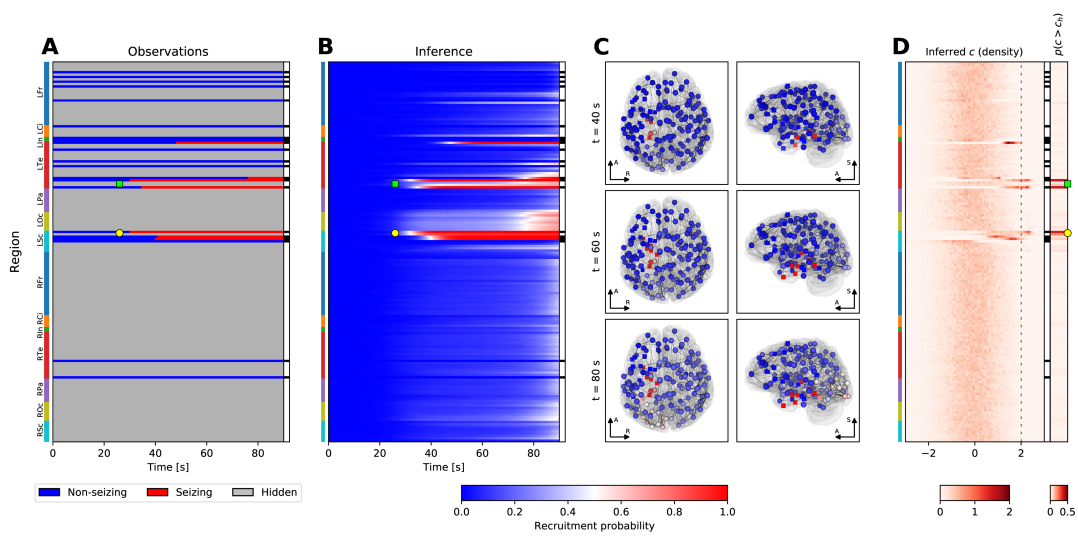 A
Observations
B
Inference
C
D
Inferred c (density)
p(c > c_h)
Region
LFr
LCi
LIn
LTe
LPa
LOc
LSc
RFr
RCi
RIn
RTe
RPa
ROc
RSc
0 20 40 60 80
Time [s]
0 20 40 60 80
Time [s]
t = 40 s
A
R
S
A
t = 60 s
A
R
S
A
t = 80 s
A
R
S
A
−2 0 2
Non-seizing Seizing Hidden
0.0 0.2 0.4 0.6 0.8 1.0
Recruitment probability
0 1 2
0 0.5